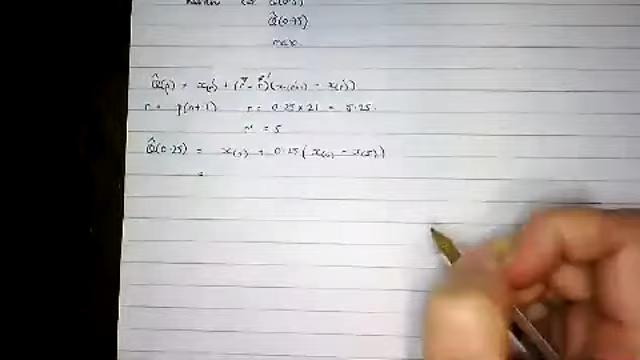 Q̂(0.75)
max.
Q̂(p) = x(r') + (r - r')(x(r'+1) - x(r'))
r = p(n+1) r = 0.25 x 21 = 5.25.
r' = 5
Q̂(0.25) = x(5) + 0.25 ( x(6) - x(5))
=